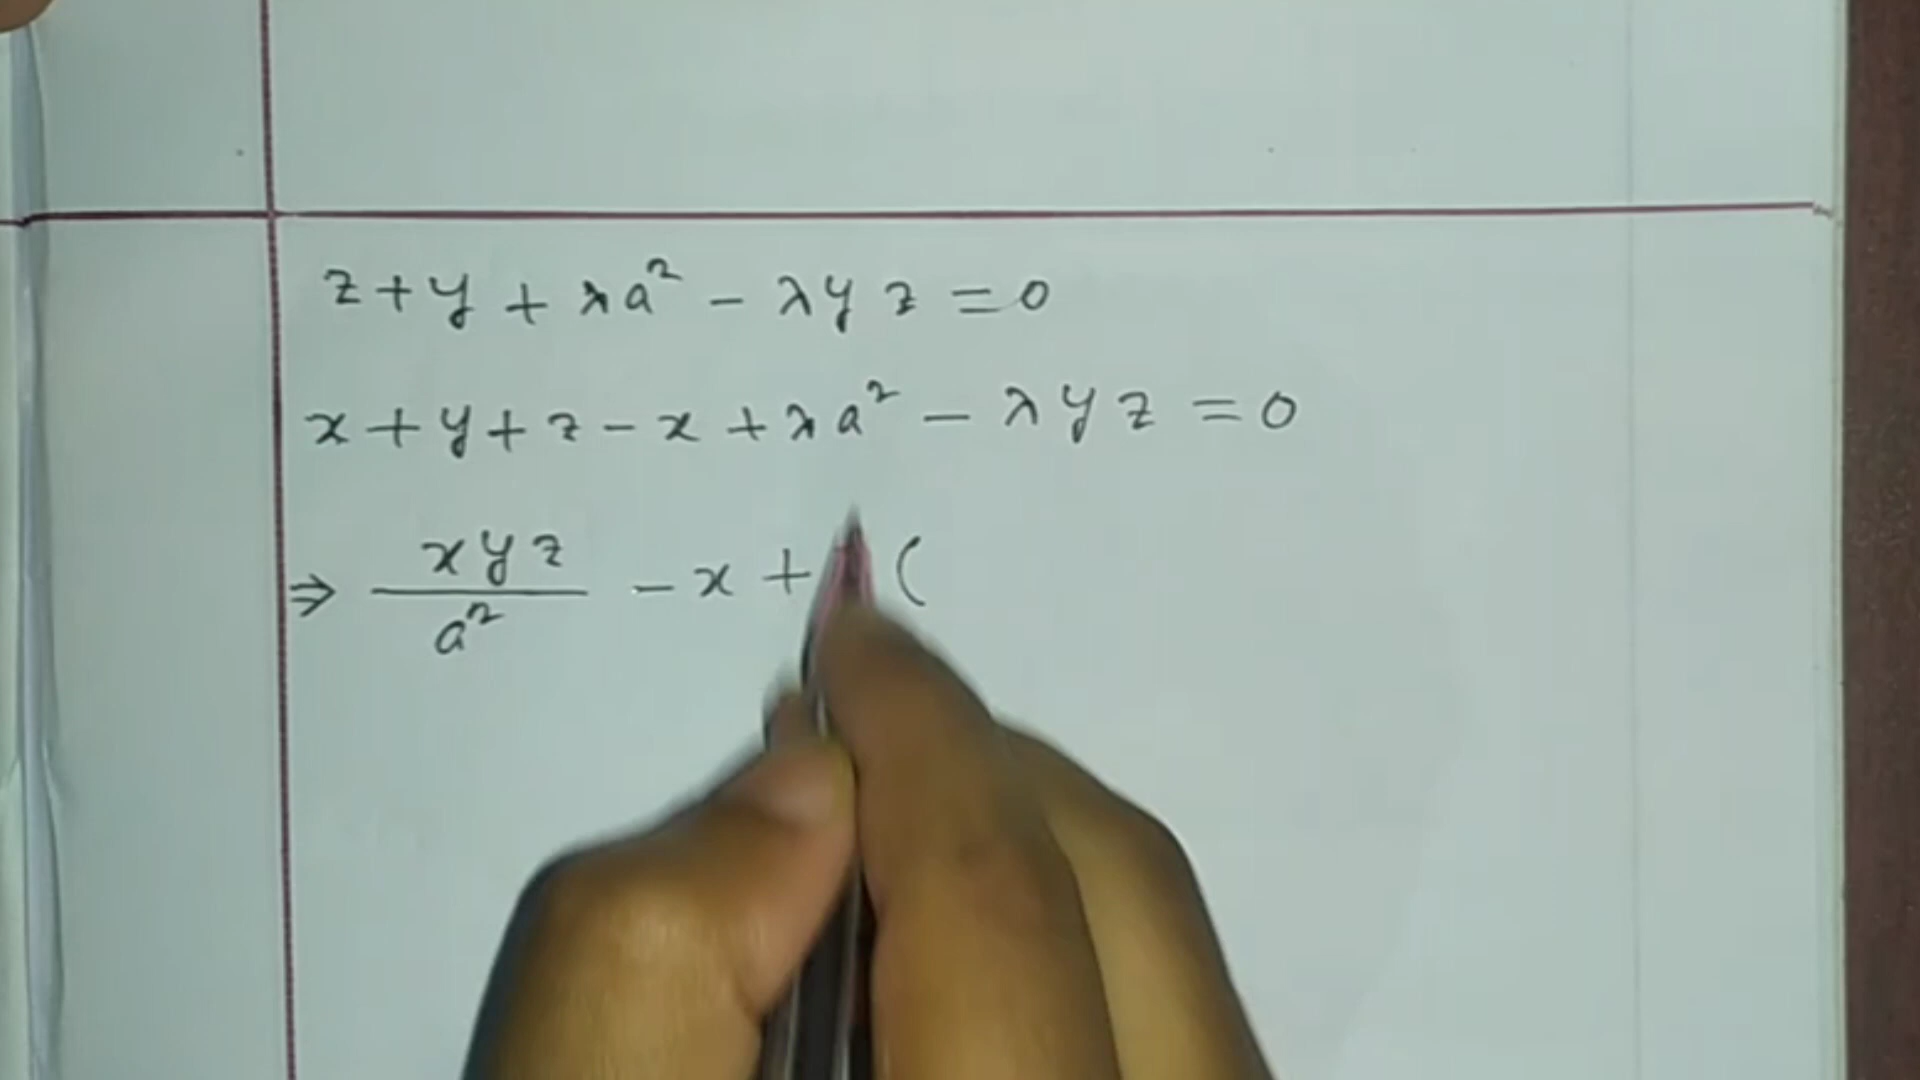 z + y + λa² - λyz = 0
x + y + z - x + λa² - λyz = 0
⇒ xyz/a² - x + (